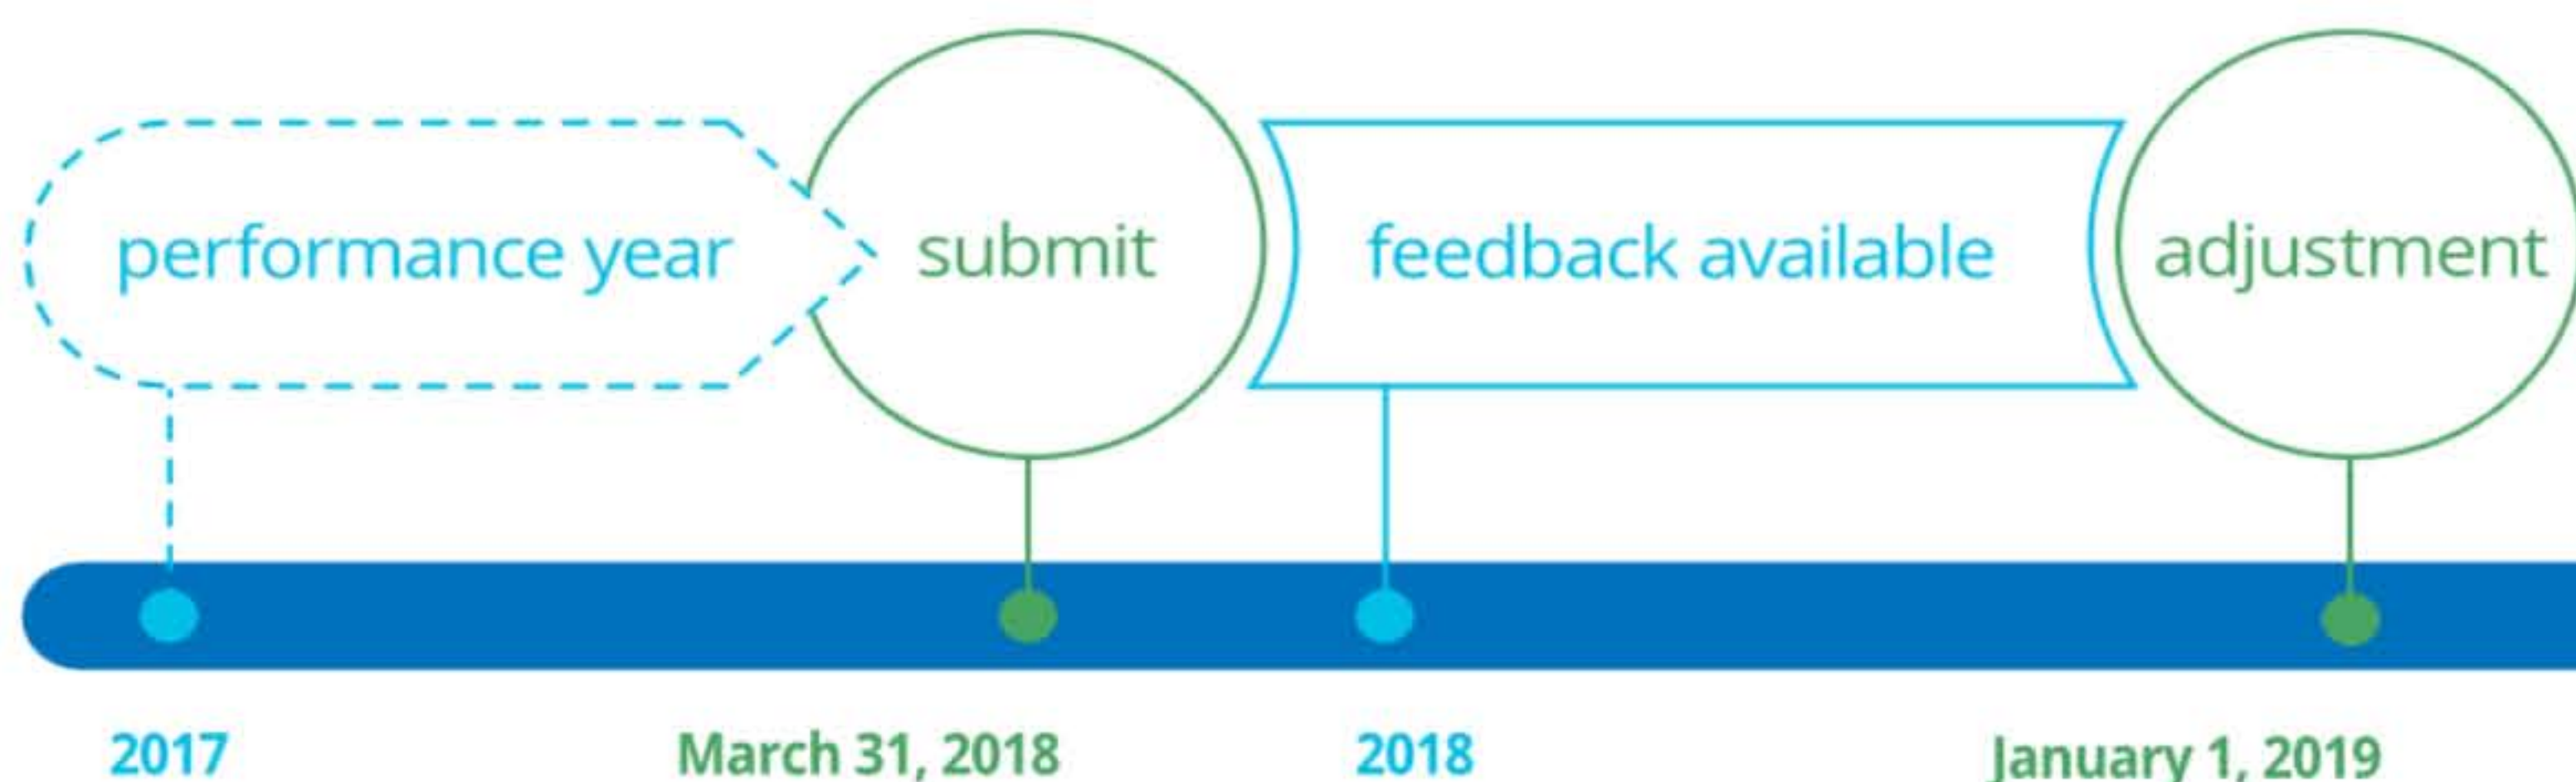 performance year
submit
feedback available
adjustment
2017
March 31, 2018
2018
January 1, 2019